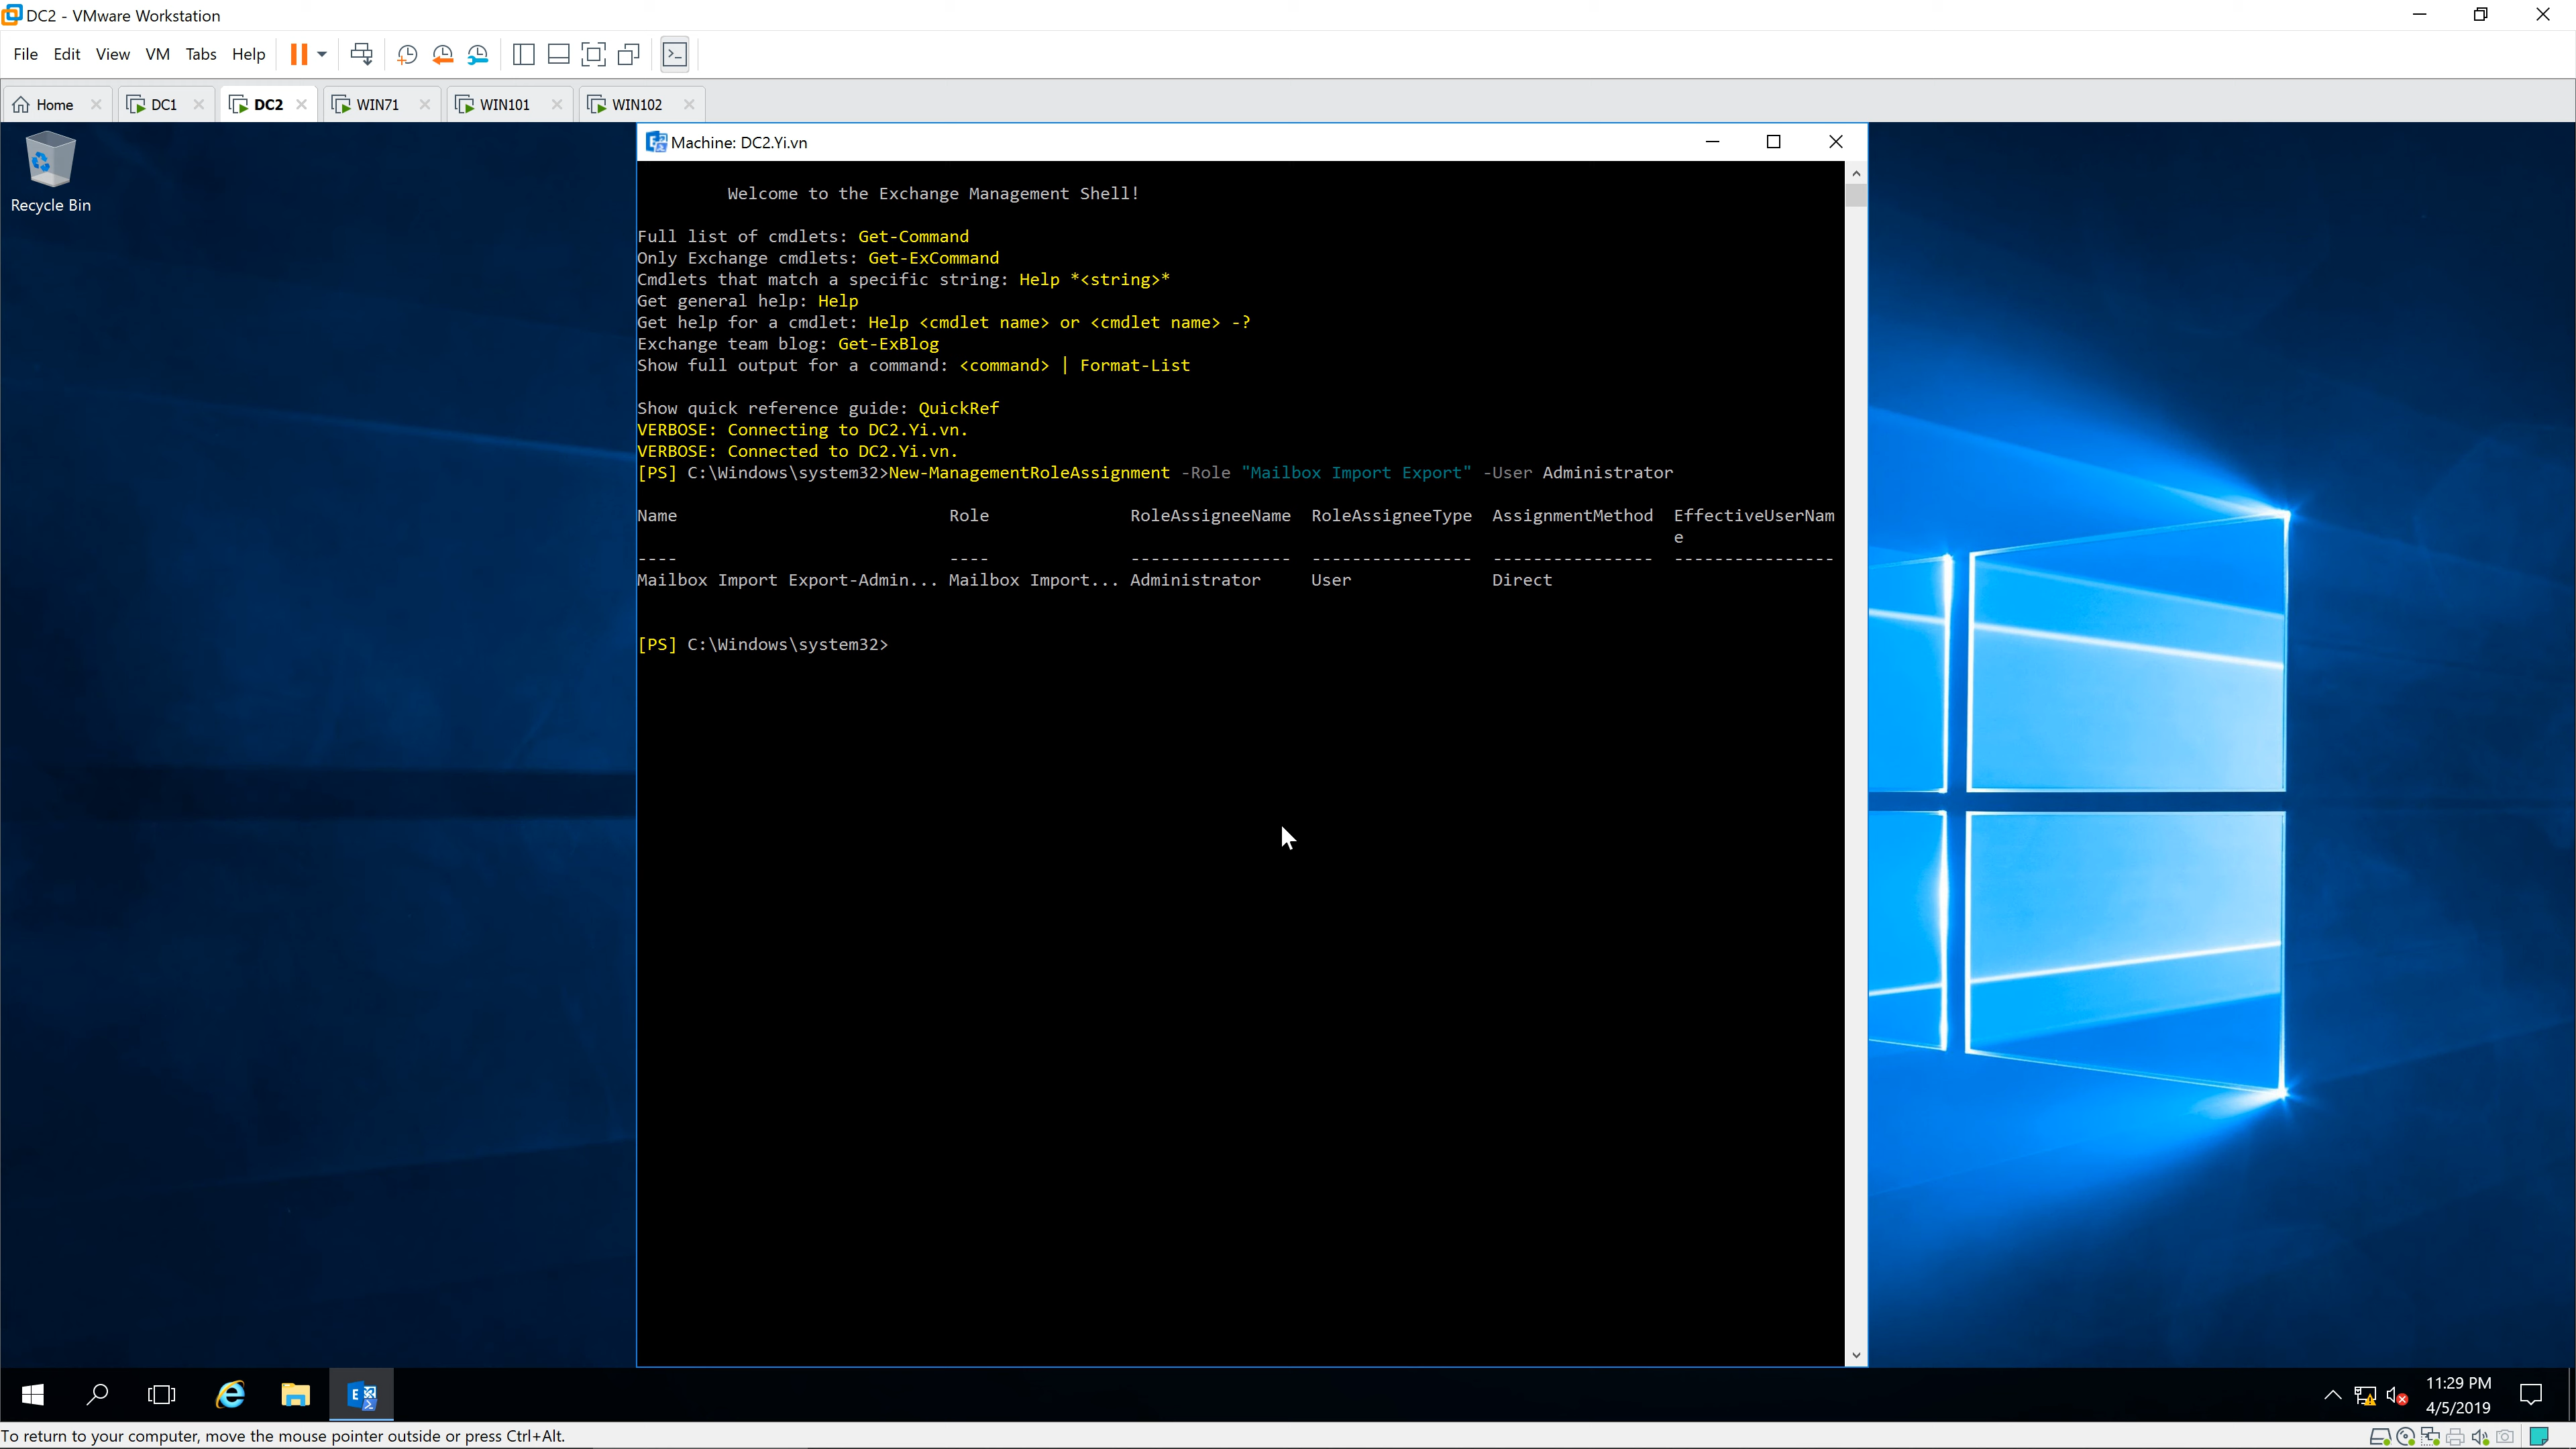 DC2 - VMware Workstation
File Edit View VM Tabs Help
Home DC1 DC2 WIN71 WIN101 WIN102
Recycle Bin
Machine: DC2.Yi.vn
Welcome to the Exchange Management Shell!
Full list of cmdlets: Get-Command
Only Exchange cmdlets: Get-ExCommand
Cmdlets that match a specific string: Help *<string>*
Get general help: Help
Get help for a cmdlet: Help <cmdlet name> or <cmdlet name> -?
Exchange team blog: Get-ExBlog
Show full output for a command: <command> | Format-List
Show quick reference guide: QuickRef
VERBOSE: Connecting to DC2.Yi.vn.
VERBOSE: Connected to DC2.Yi.vn.
[PS] C:\Windows\system32>New-ManagementRoleAssignment -Role "Mailbox Import Export" -User Administrator
Name Role RoleAssigneeName RoleAssigneeType AssignmentMethod EffectiveUserNam
e
---- ---- ---------------- ---------------- ---------------- ----------------
Mailbox Import Export-Admin... Mailbox Import... Administrator User Direct
[PS] C:\Windows\system32>
11:29 PM
4/5/2019
To return to your computer, move the mouse pointer outside or press Ctrl+Alt.